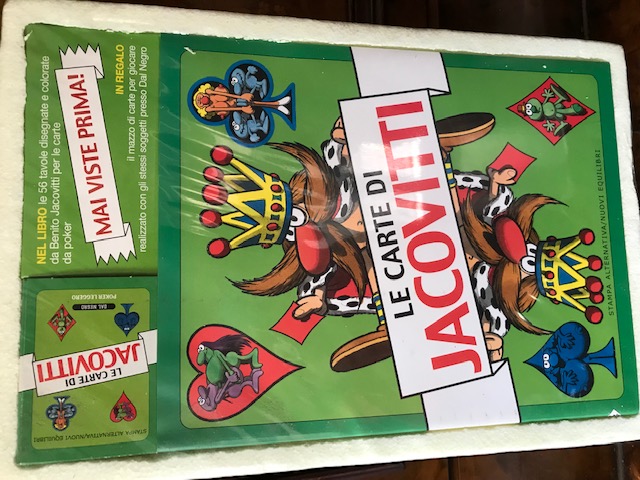 NEL LIBRO le 56 tavole disegnate e colorate
da Benito Jacovitti per le carte
da poker
MAI VISTE PRIMA!
IN REGALO
il mazzo di carte per giocare
realizzato con gli stessi soggetti presso Dal Negro
LE CARTE DI
JACOVITTI
STAMPA ALTERNATIVA/NUOVI EQUILIBRI
POKER LEGGERO
DAL NEGRO
LE CARTE DI
JACOVITTI
STAMPA ALTERNATIVA/NUOVI EQUILIBRI